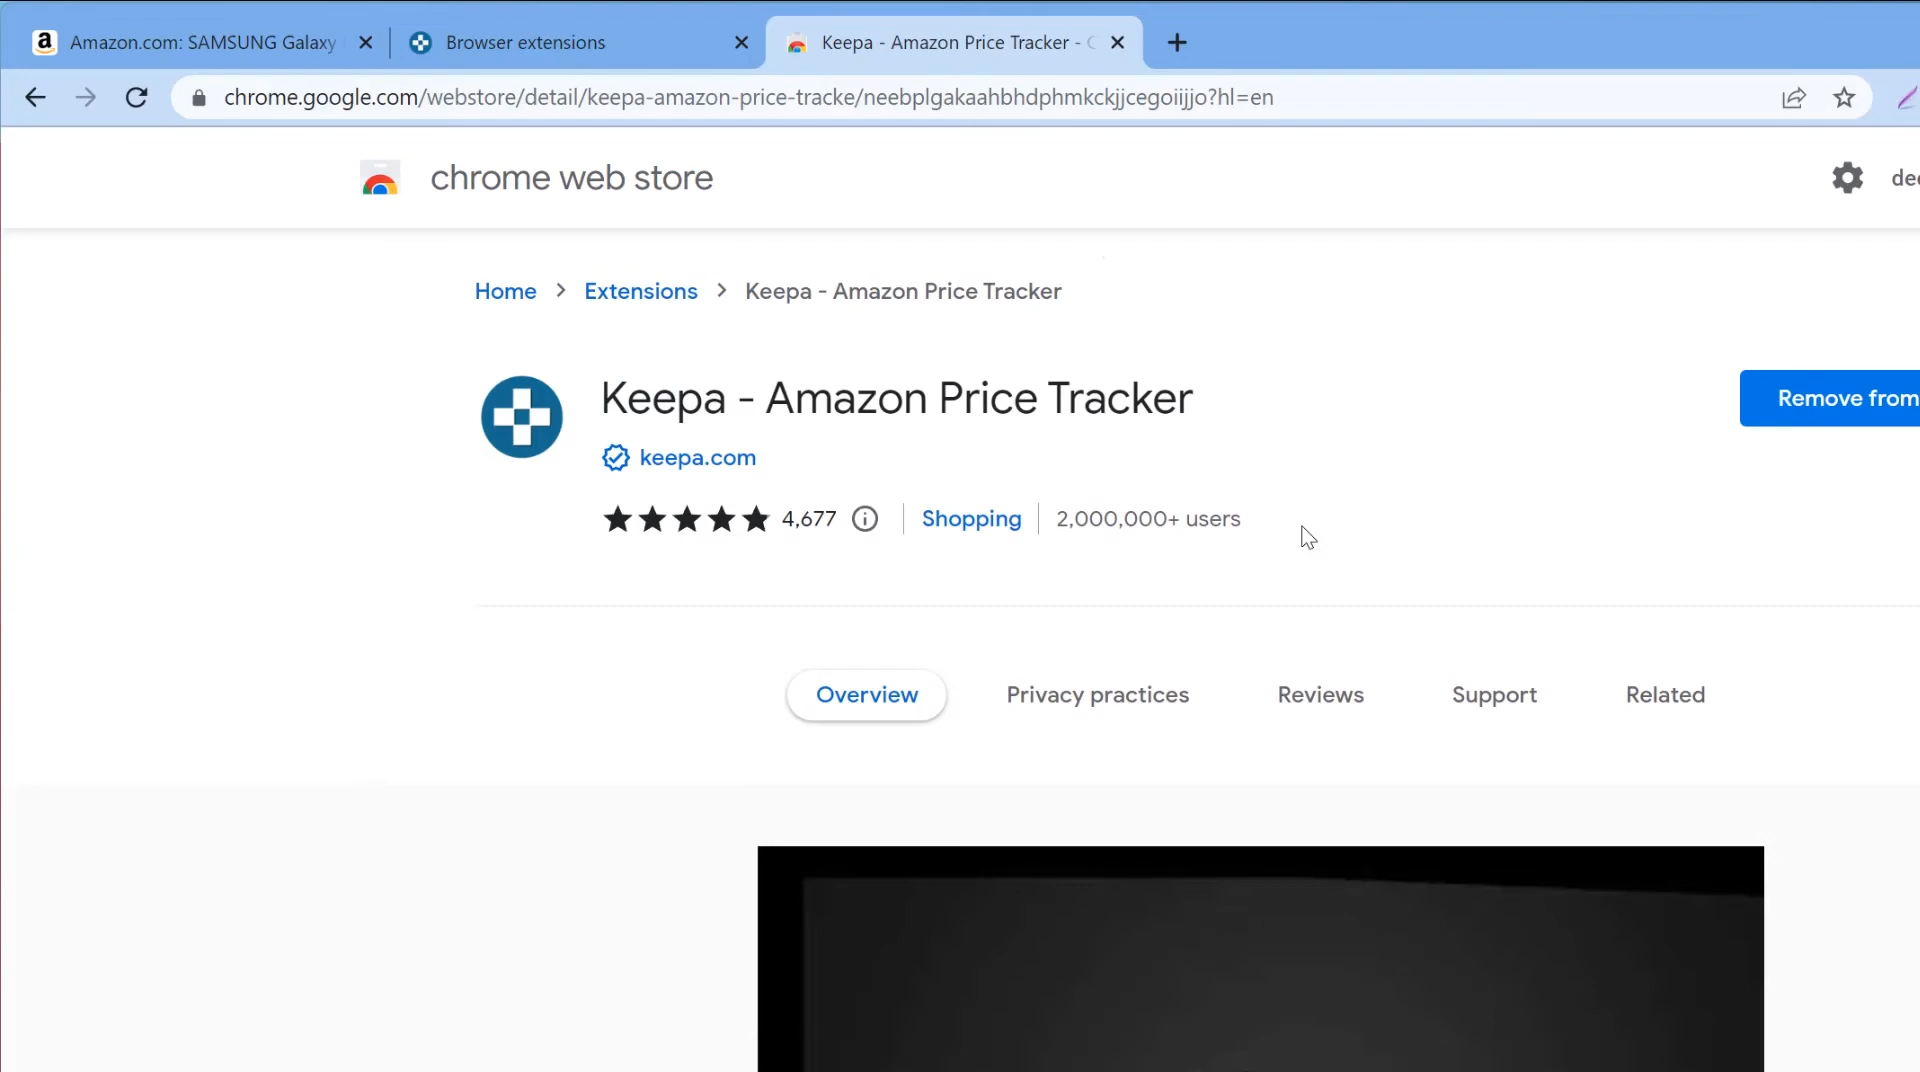 Amazon.com: SAMSUNG Galaxy
Browser extensions
Keepa - Amazon Price Tracker -
chrome.google.com/webstore/detail/keepa-amazon-price-tracke/neebplgakaahbhdphmkckjjcegoiijjo?hl=en
chrome web store
Home > Extensions > Keepa - Amazon Price Tracker
Keepa - Amazon Price Tracker
Remove from
keepa.com
4,677
Shopping
2,000,000+ users
Overview
Privacy practices
Reviews
Support
Related